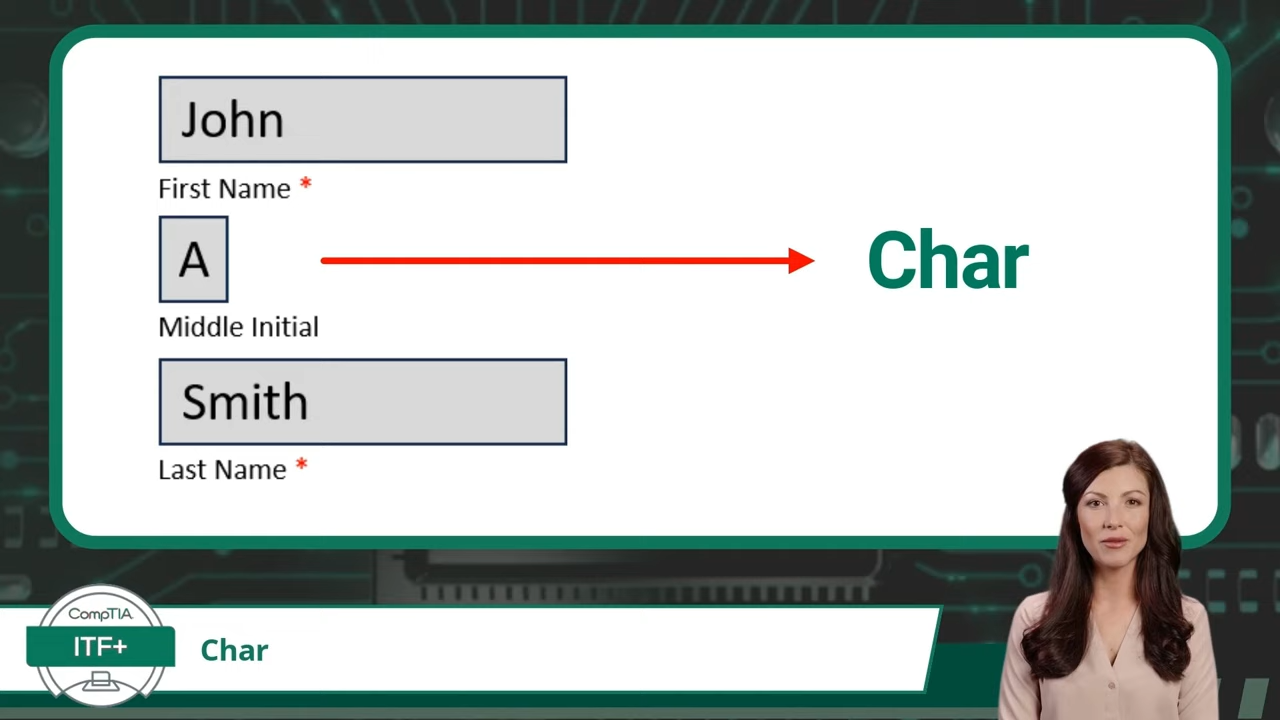 John
First Name *
A
Char
Middle Initial
Smith
Last Name *
CompTIA
ITF+
Char